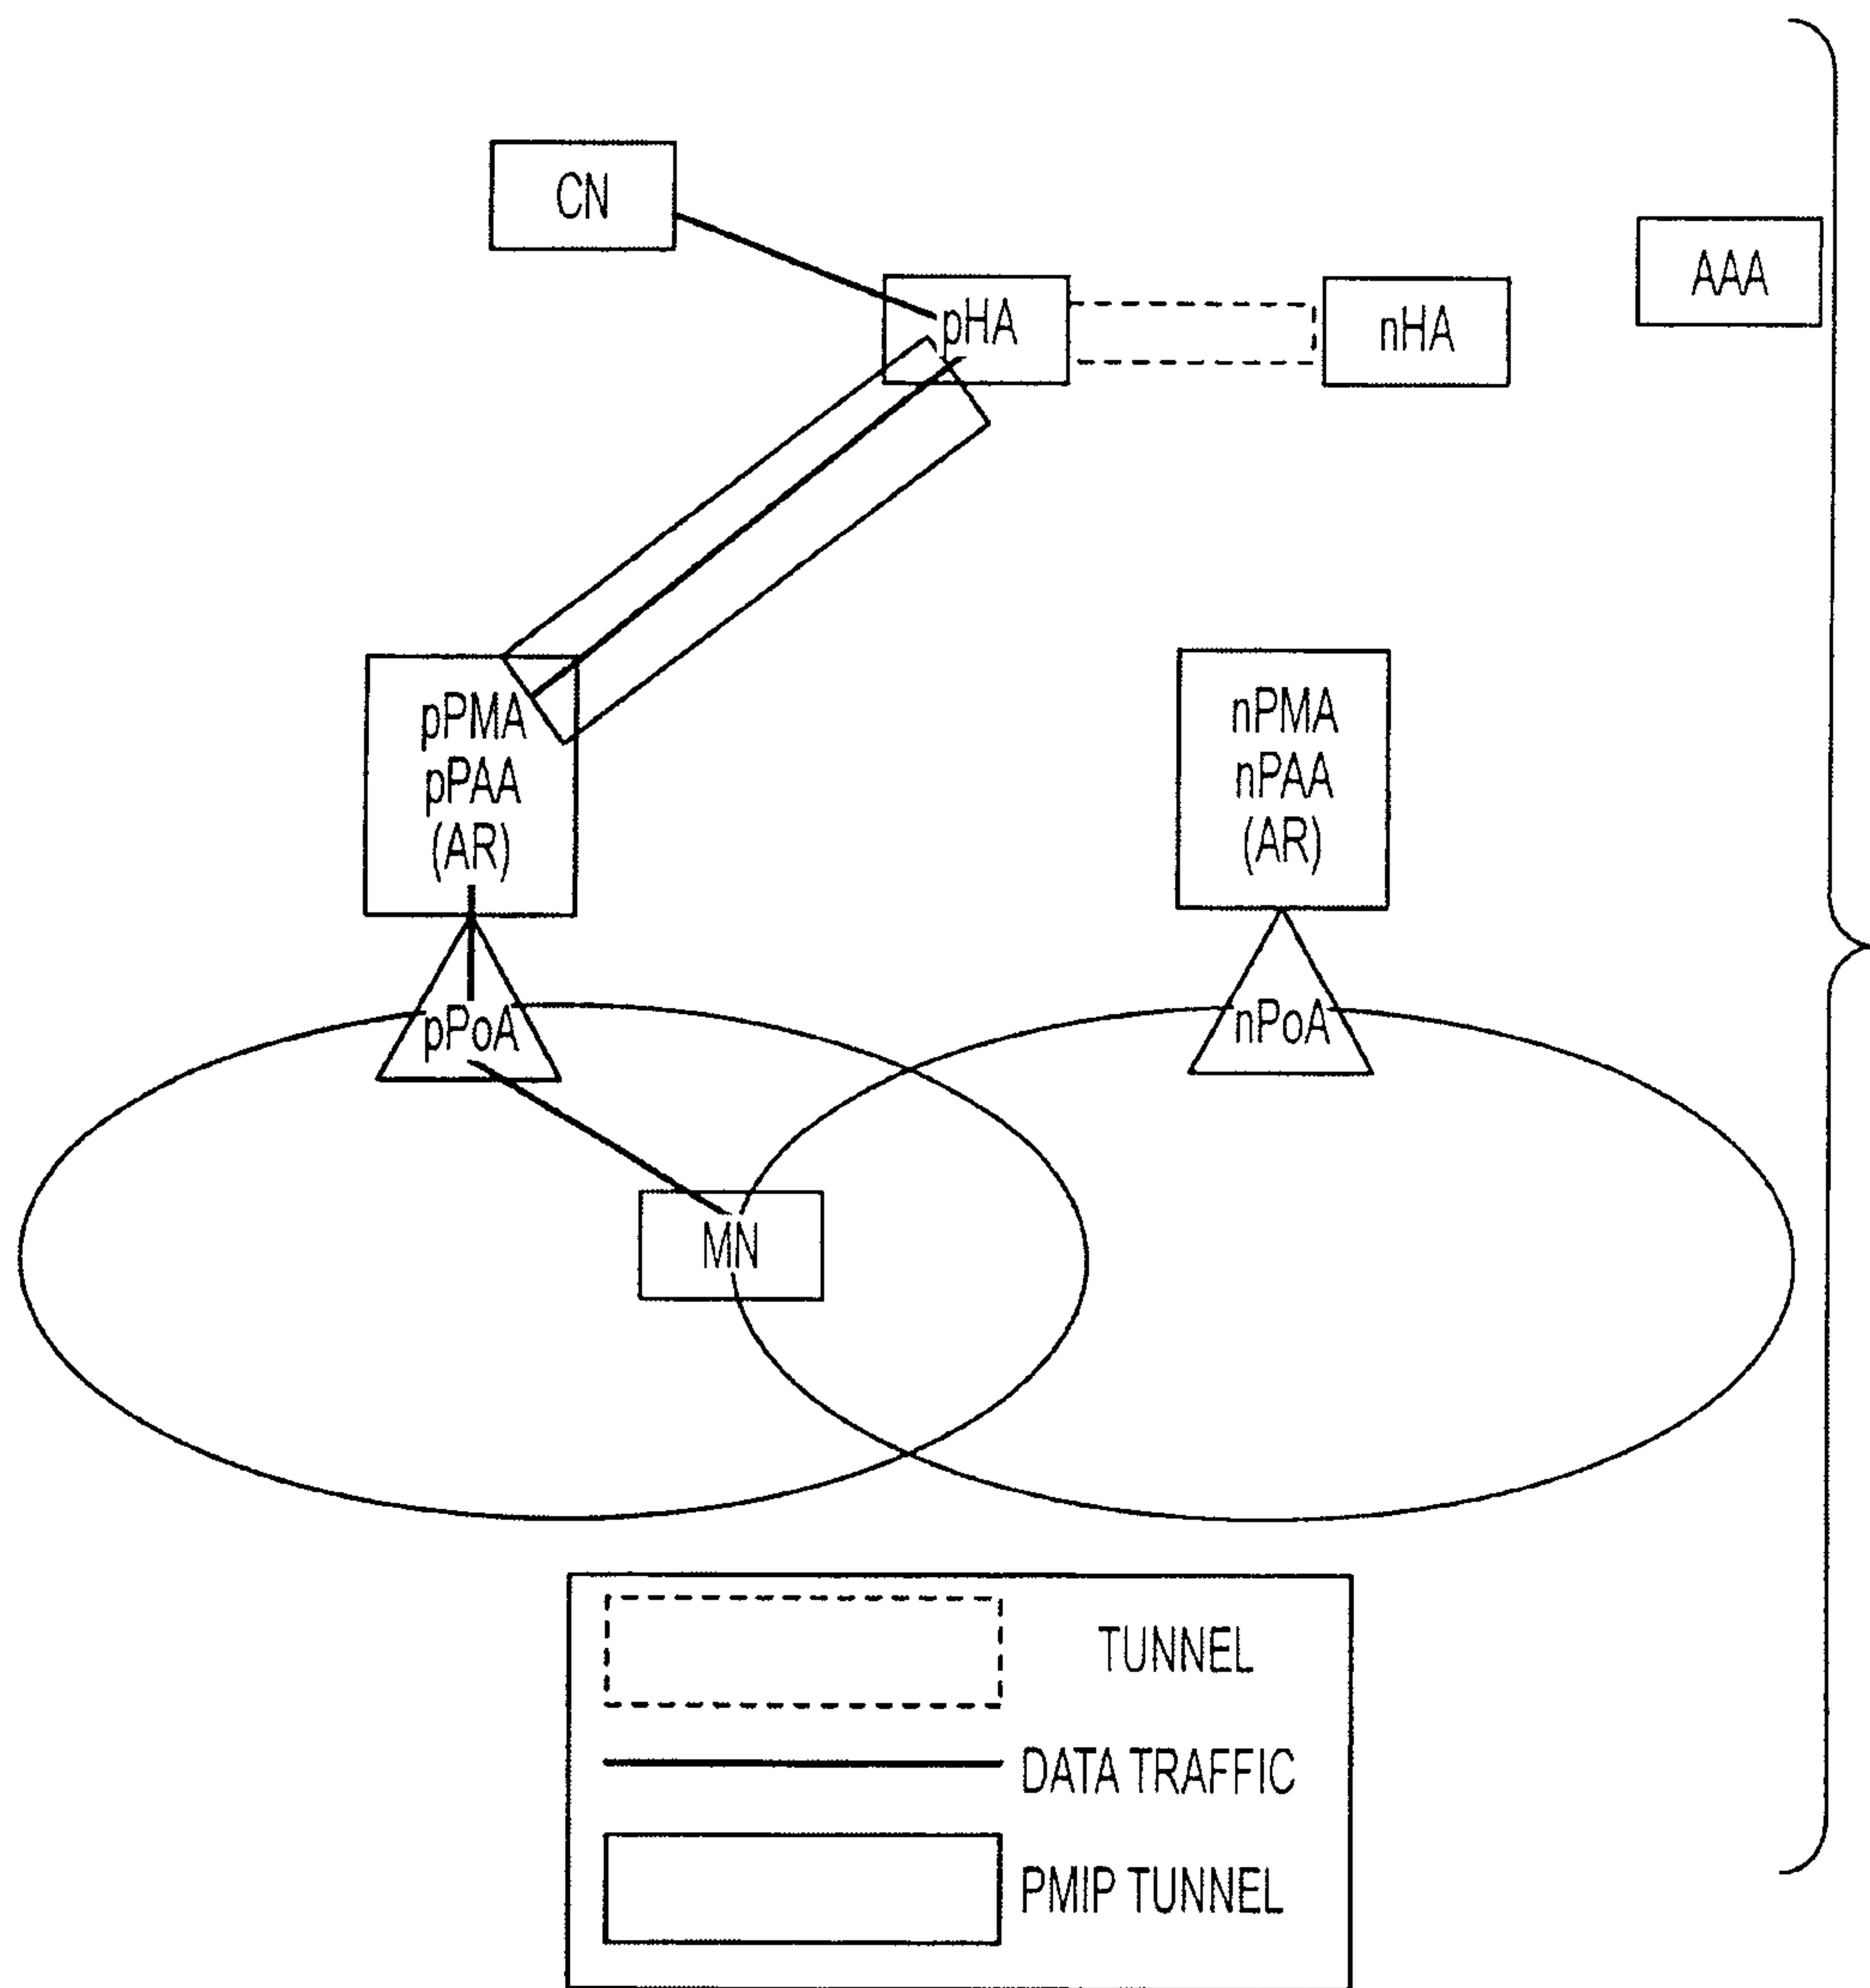 CN
AAA
pHA
nHA
pPMA
pPAA
(AR)
nPMA
nPAA
(AR)
pPoA
nPoA
MN
TUNNEL
DATA TRAFFIC
PMIP TUNNEL